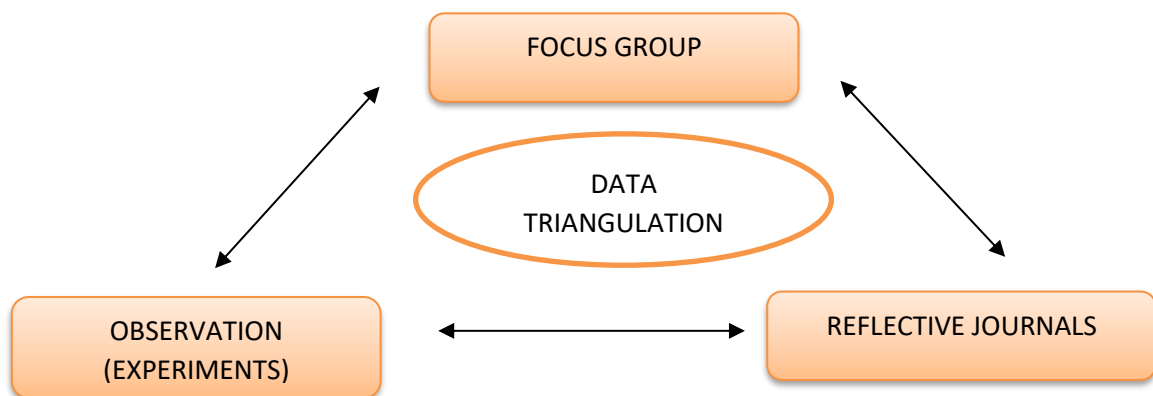 FOCUS GROUP
DATA
TRIANGULATION
OBSERVATION
(EXPERIMENTS)
REFLECTIVE JOURNALS